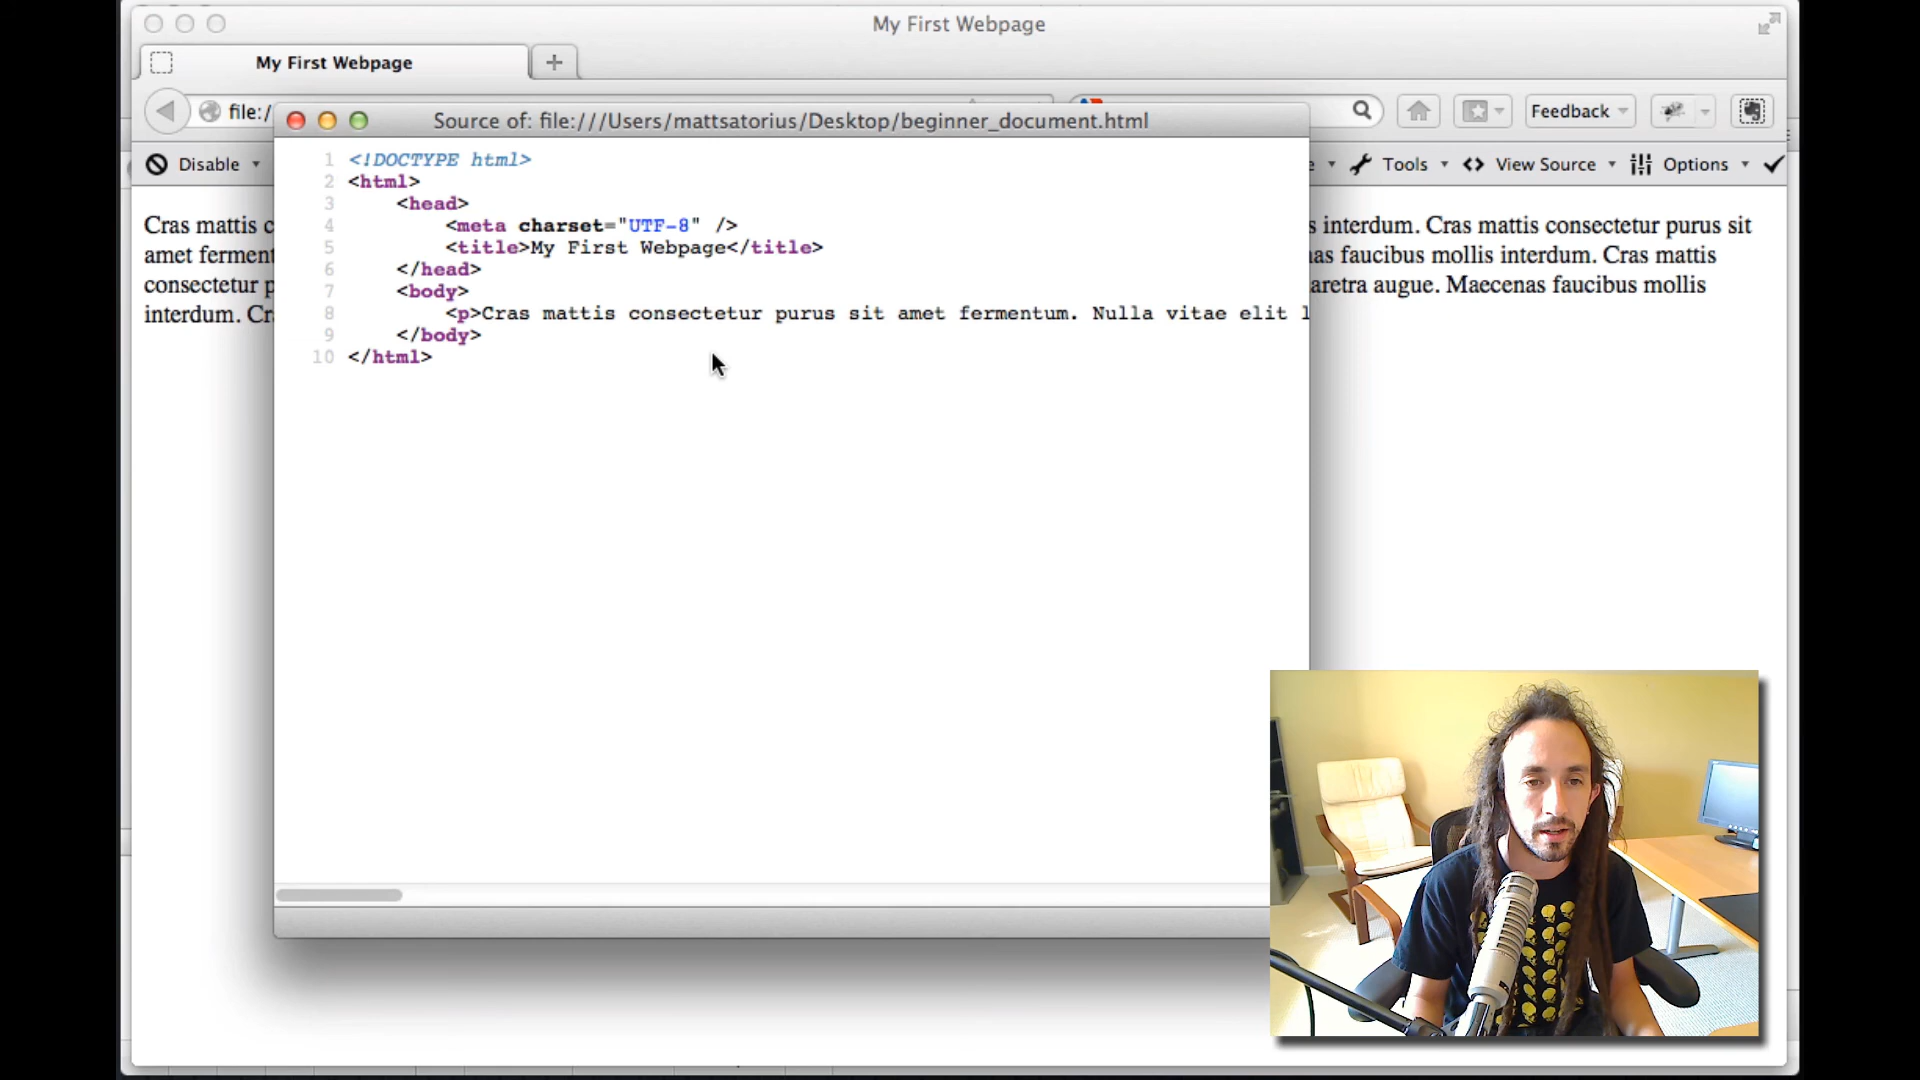 My First Webpage
My First Webpage
file:/
Feedback
Source of: file:///Users/mattsatorius/Desktop/beginner_document.html
Disable
Tools
View Source
Options
1 <!DOCTYPE html>
2 <html>
3 <head>
4 <meta charset="UTF-8" />
5 <title>My First Webpage</title>
6 </head>
7 <body>
8 <p>Cras mattis consectetur purus sit amet fermentum. Nulla vitae elit l
9 </body>
10 </html>
Cras mattis c
s interdum. Cras mattis consectetur purus sit
amet ferment
as faucibus mollis interdum. Cras mattis
consectetur p
aretra augue. Maecenas faucibus mollis
interdum. Cr